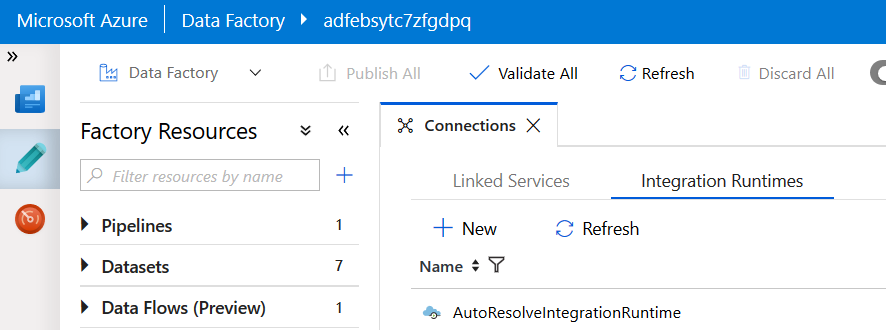 Microsoft Azure Data Factory adfebsytc7zfgdpq
Data Factory Publish All Validate All Refresh Discard All
Factory Resources
Connections
Filter resources by name
Linked Services Integration Runtimes
Pipelines 1
New Refresh
Datasets 7
Name
Data Flows (Preview) 1
AutoResolveIntegrationRuntime